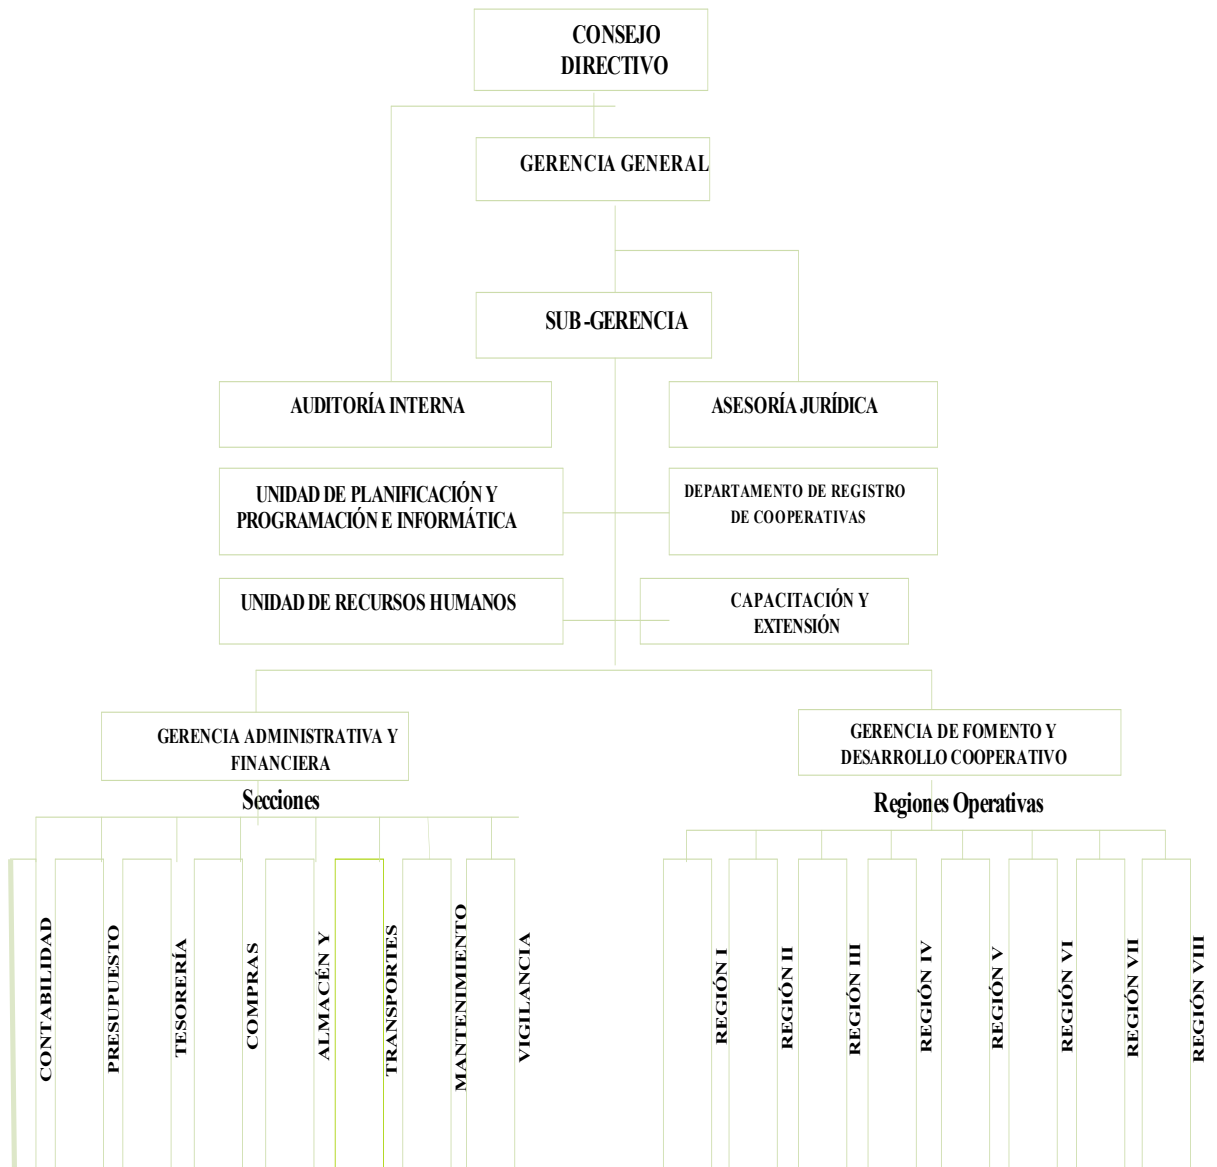 CONSEJO
DIRECTIVO
GERENCIA GENERAL
SUB-GERENCIA
AUDITORÍA INTERNA
ASESORÍA JURÍDICA
UNIDAD DE PLANIFICACIÓN Y
PROGRAMACIÓN E INFORMÁTICA
DEPARTAMENTO DE REGISTRO
DE COOPERATIVAS
UNIDAD DE RECURSOS HUMANOS
CAPACITACIÓN Y
EXTENSIÓN
GERENCIA ADMINISTRATIVA Y
FINANCIERA
GERENCIA DE FOMENTO Y
DESARROLLO COOPERATIVO
Secciones
Regiones Operativas
CONTABILIDAD
PRESUPUESTO
TESORERÍA
COMPRAS
ALMACÉN Y
TRANSPORTES
MANTENIMIENTO
VIGILANCIA
REGIÓN I
REGIÓN II
REGIÓN III
REGIÓN IV
REGIÓN V
REGIÓN VI
REGIÓN VII
REGIÓN VIII